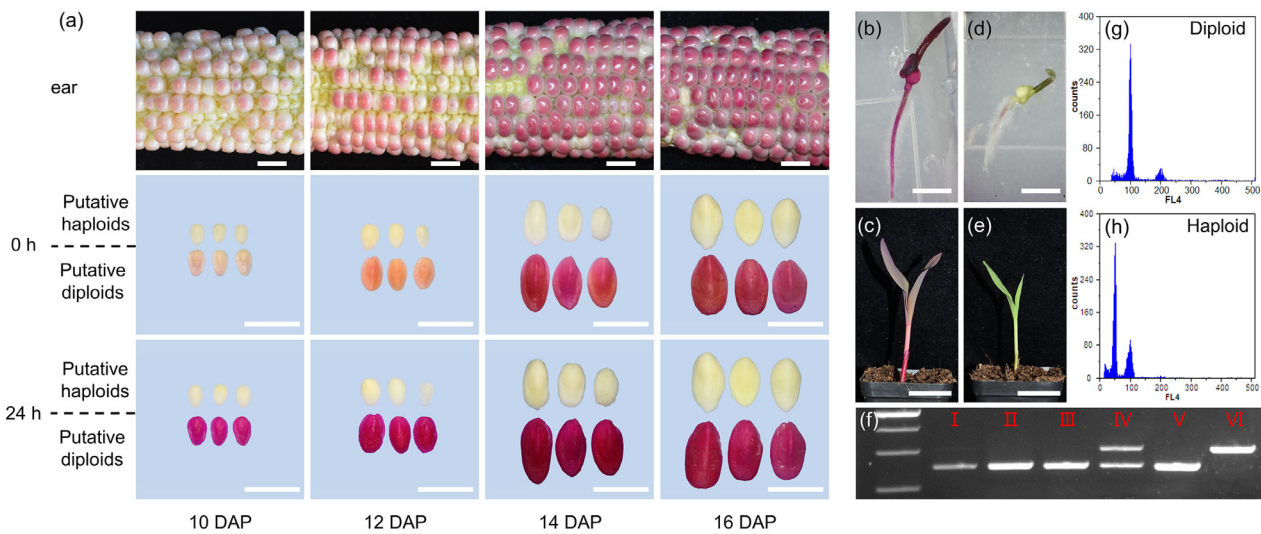 (a)
ear
0 h
Putative
haploids
Putative
diploids
24 h
Putative
haploids
Putative
diploids
10 DAP
12 DAP
14 DAP
16 DAP
(b)
(d)
(c)
(e)
(g)
Diploid
counts
400
320
240
160
80
0
0 100 200 300 400 500
FL4
(h)
Haploid
counts
400
320
240
160
80
0
0 100 200 300 400 500
FL4
(f)
I II III IV V VI